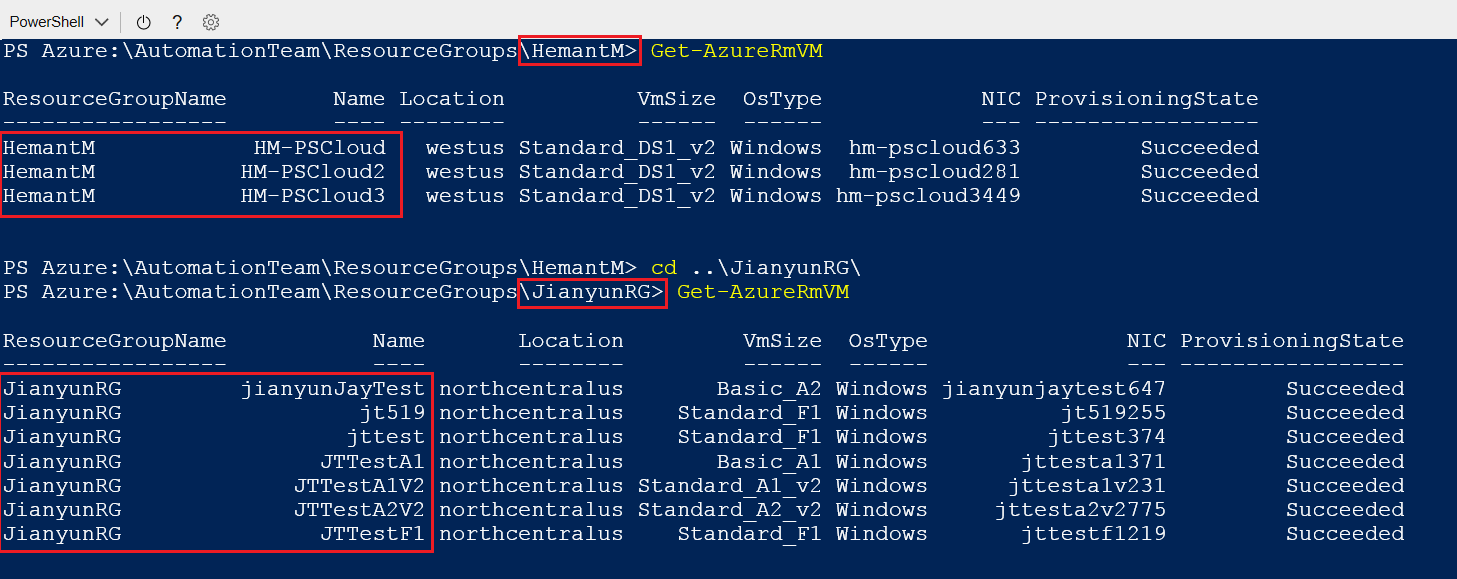 PowerShell ?
PS Azure:\AutomationTeam\ResourceGroups\HemantM> Get-AzureRmVM
ResourceGroupName Name Location VmSize OsType NIC ProvisioningState
----------------- ---- -------- ------ ------ --- -----------------
HemantM HM-PSCloud westus Standard_DS1_v2 Windows hm-pscloud633 Succeeded
HemantM HM-PSCloud2 westus Standard_DS1_v2 Windows hm-pscloud281 Succeeded
HemantM HM-PSCloud3 westus Standard_DS1_v2 Windows hm-pscloud3449 Succeeded
PS Azure:\AutomationTeam\ResourceGroups\HemantM> cd ..\JianyunRG\
PS Azure:\AutomationTeam\ResourceGroups\JianyunRG> Get-AzureRmVM
ResourceGroupName Name Location VmSize OsType NIC ProvisioningState
----------------- ---- -------- ------ ------ --- -----------------
JianyunRG jianyunJayTest northcentralus Basic_A2 Windows jianyunjaytest647 Succeeded
JianyunRG jt519 northcentralus Standard_F1 Windows jt519255 Succeeded
JianyunRG jttest northcentralus Standard_F1 Windows jttest374 Succeeded
JianyunRG JTTestA1 northcentralus Basic_A1 Windows jttesta1371 Succeeded
JianyunRG JTTestA1V2 northcentralus Standard_A1_v2 Windows jttesta1v231 Succeeded
JianyunRG JTTestA2V2 northcentralus Standard_A2_v2 Windows jttesta2v2775 Succeeded
JianyunRG JTTestF1 northcentralus Standard_F1 Windows jttestf1219 Succeeded